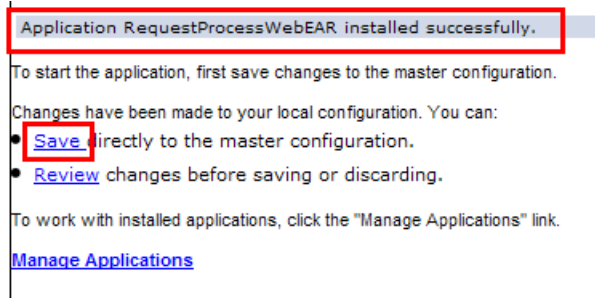 Application RequestProcessWebEAR installed successfully.
To start the application, first save changes to the master configuration.
Changes have been made to your local configuration. You can:
Save directly to the master configuration.
Review changes before saving or discarding.
To work with installed applications, click the "Manage Applications" link.
Manage Applications